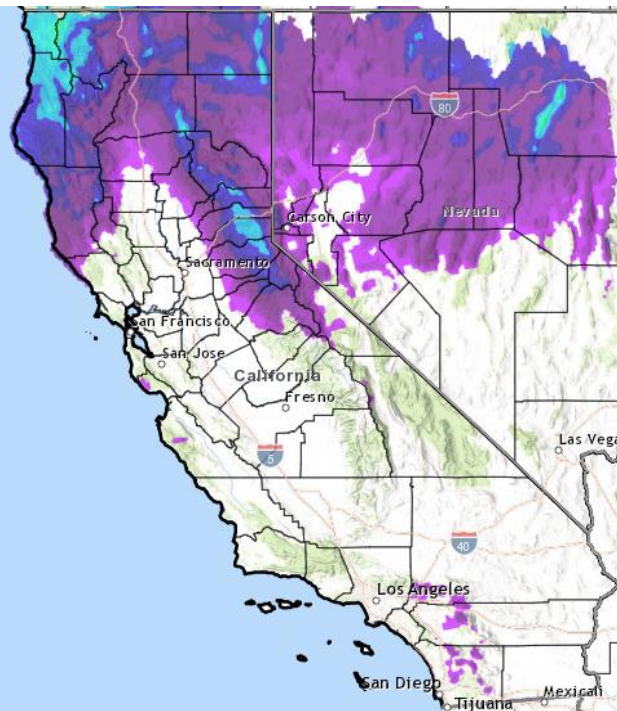 80
Carson City
Nevada
Sacramento
San Francisco
San Jose
California
Fresno
5
Las Vega
40
Los Angeles
San Diego
Tijuana
Mexicali